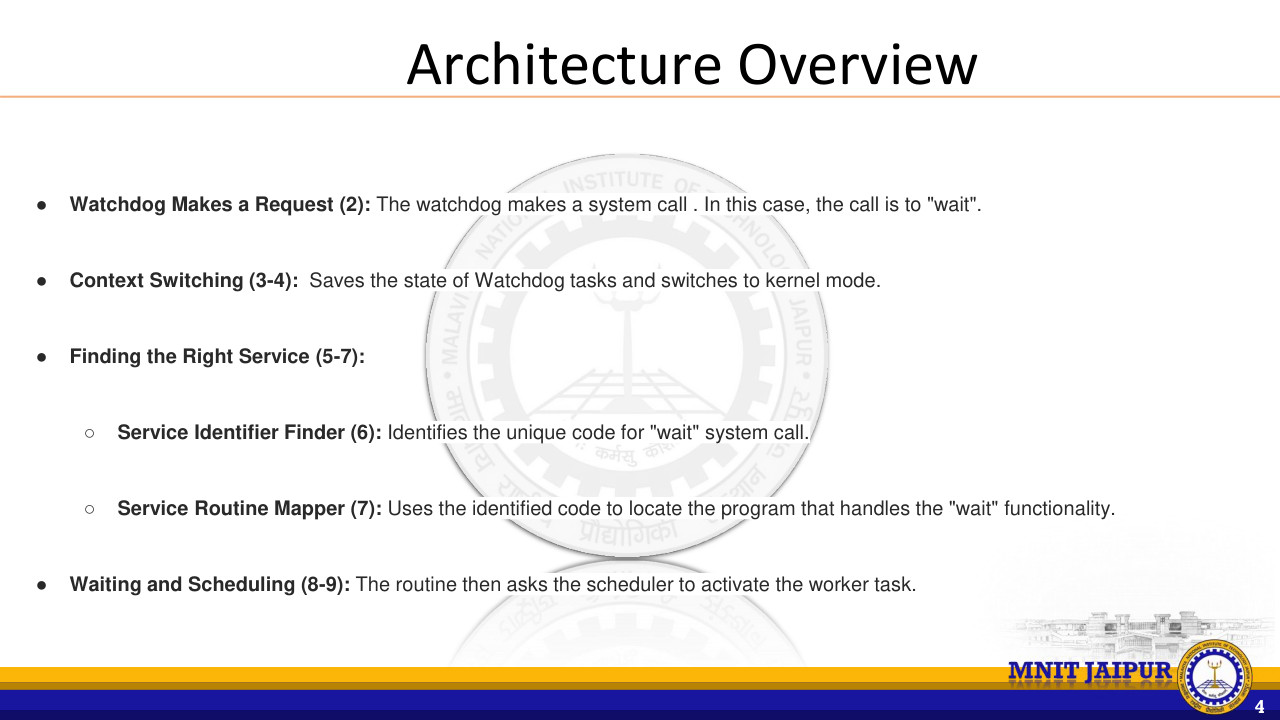 Architecture Overview
● Watchdog Makes a Request (2): The watchdog makes a system call . In this case, the call is to "wait".
● Context Switching (3-4):  Saves the state of Watchdog tasks and switches to kernel mode.
● Finding the Right Service (5-7):
○ Service Identifier Finder (6): Identifies the unique code for "wait" system call.
○ Service Routine Mapper (7): Uses the identified code to locate the program that handles the "wait" functionality.
● Waiting and Scheduling (8-9): The routine then asks the scheduler to activate the worker task.
MNIT JAIPUR
4